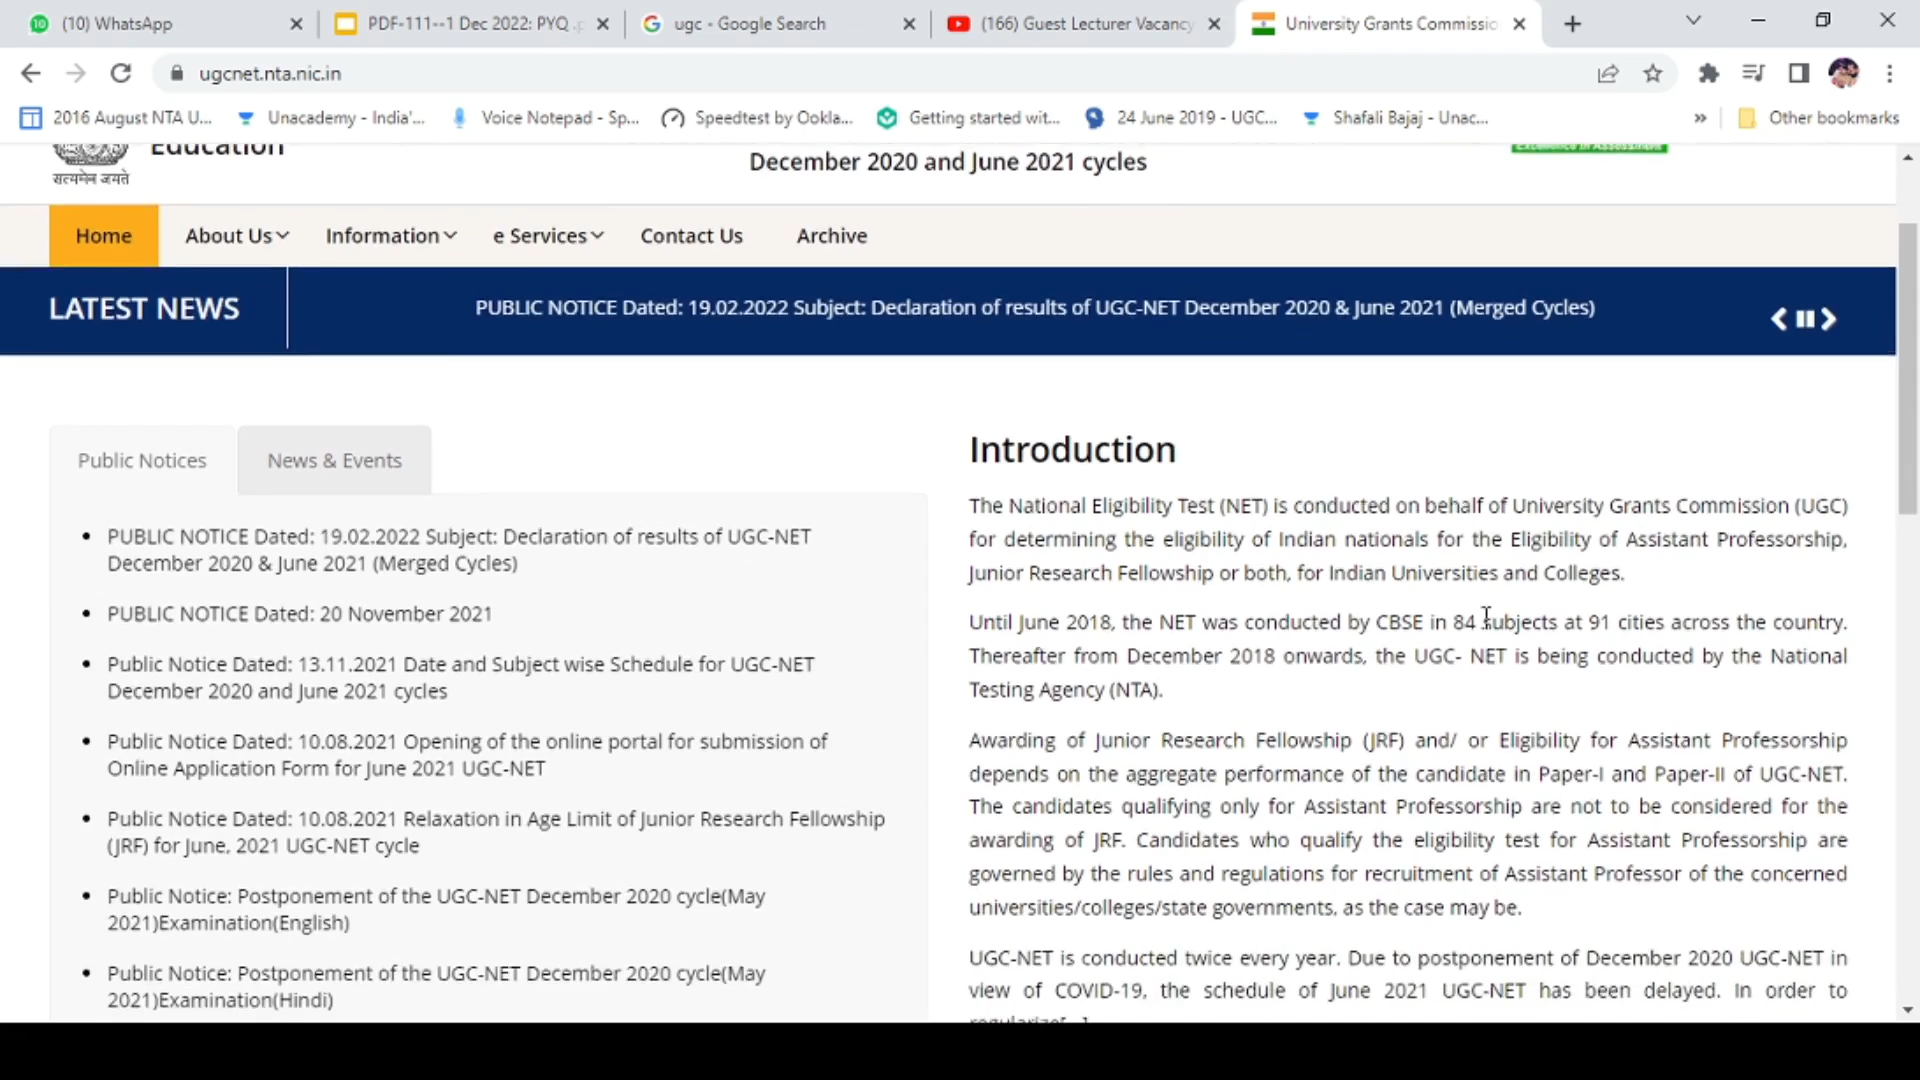 (10) WhatsApp
PDF-111--1 Dec 2022: PYQ .p
ugc - Google Search
(166) Guest Lecturer Vacancy
University Grants Commissio
ugcnet.nta.nic.in
2016 August NTA U...
Unacademy - India'...
Voice Notepad - Sp...
Speedtest by Ookla...
Getting started wit...
24 June 2019 - UGC...
Shafali Bajaj - Unac...
»
Other bookmarks
Education
December 2020 and June 2021 cycles
Excellence in Assessment
सत्यमेव जयते
Home
About Us
Information
e Services
Contact Us
Archive
LATEST NEWS
PUBLIC NOTICE Dated: 19.02.2022 Subject: Declaration of results of UGC-NET December 2020 & June 2021 (Merged Cycles)
Public Notices
News & Events
PUBLIC NOTICE Dated: 19.02.2022 Subject: Declaration of results of UGC-NET
December 2020 & June 2021 (Merged Cycles)
PUBLIC NOTICE Dated: 20 November 2021
Public Notice Dated: 13.11.2021 Date and Subject wise Schedule for UGC-NET
December 2020 and June 2021 cycles
Public Notice Dated: 10.08.2021 Opening of the online portal for submission of
Online Application Form for June 2021 UGC-NET
Public Notice Dated: 10.08.2021 Relaxation in Age Limit of Junior Research Fellowship
(JRF) for June, 2021 UGC-NET cycle
Public Notice: Postponement of the UGC-NET December 2020 cycle(May
2021)Examination(English)
Public Notice: Postponement of the UGC-NET December 2020 cycle(May
2021)Examination(Hindi)
Introduction
The National Eligibility Test (NET) is conducted on behalf of University Grants Commission (UGC)
for determining the eligibility of Indian nationals for the Eligibility of Assistant Professorship,
Junior Research Fellowship or both, for Indian Universities and Colleges.
Until June 2018, the NET was conducted by CBSE in 84 subjects at 91 cities across the country.
Thereafter from December 2018 onwards, the UGC- NET is being conducted by the National
Testing Agency (NTA).
Awarding of Junior Research Fellowship (JRF) and/ or Eligibility for Assistant Professorship
depends on the aggregate performance of the candidate in Paper-I and Paper-II of UGC-NET.
The candidates qualifying only for Assistant Professorship are not to be considered for the
awarding of JRF. Candidates who qualify the eligibility test for Assistant Professorship are
governed by the rules and regulations for recruitment of Assistant Professor of the concerned
universities/colleges/state governments, as the case may be.
UGC-NET is conducted twice every year. Due to postponement of December 2020 UGC-NET in
view of COVID-19, the schedule of June 2021 UGC-NET has been delayed. In order to
regularize[...]